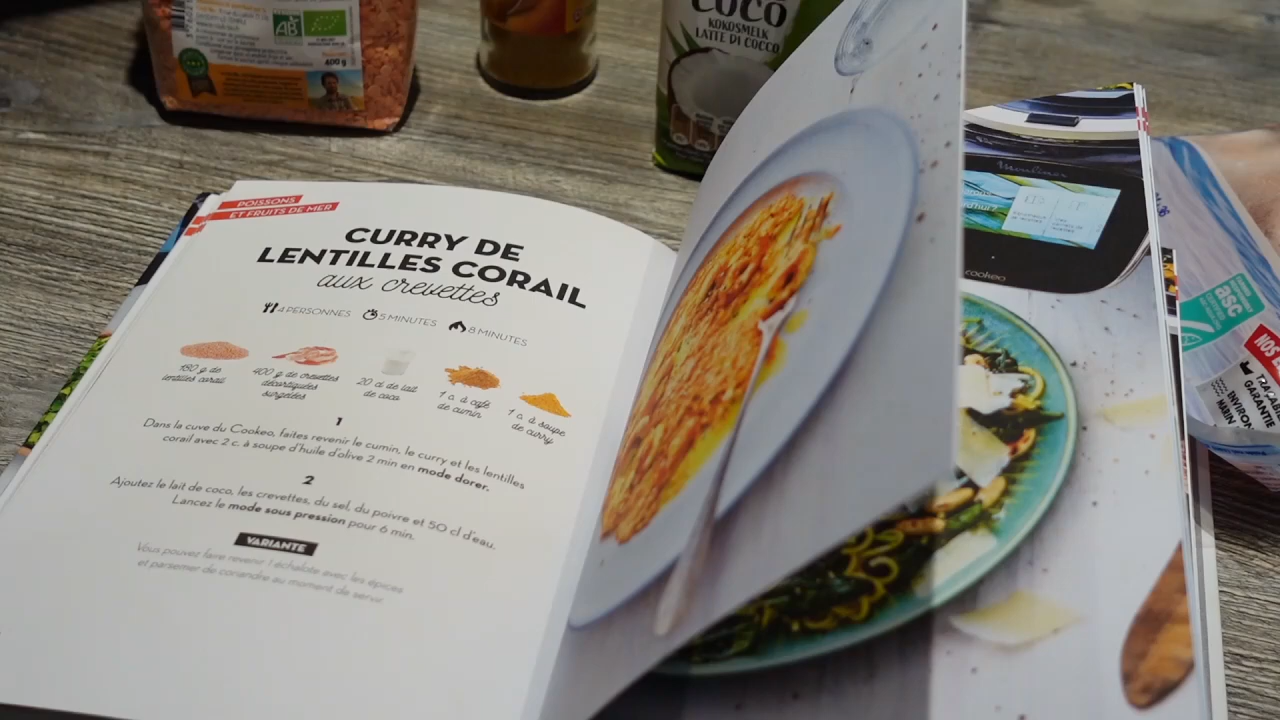 AB
400 g
COCO
KOKOSMELK
LATTE DI COCCO
POISSONS
ET FRUITS DE MER
CURRY DE
LENTILLES CORAIL
aux crevettes
4 PERSONNES
5 MINUTES
8 MINUTES
180 g de
lentilles corail
400 g de crevettes
décortiquées
surgelées
20 cl de lait
de coco
1 c. à café
de cumin
1 c. à soupe
de curry
1
Dans la cuve du Cookeo, faites revenir le cumin, le curry et les lentilles
corail avec 2 c. à soupe d'huile d'olive 2 min en mode dorer.
2
Ajoutez le lait de coco, les crevettes, du sel, du poivre et 50 cl d'eau.
Lancez le mode sous pression pour 6 min.
VARIANTE
Vous pouvez faire revenir 1 échalote avec les épices
et parsemer de coriandre au moment de servir.
Moulinex
cookeo
asc
NOS
GARANTIE
ENVIRON